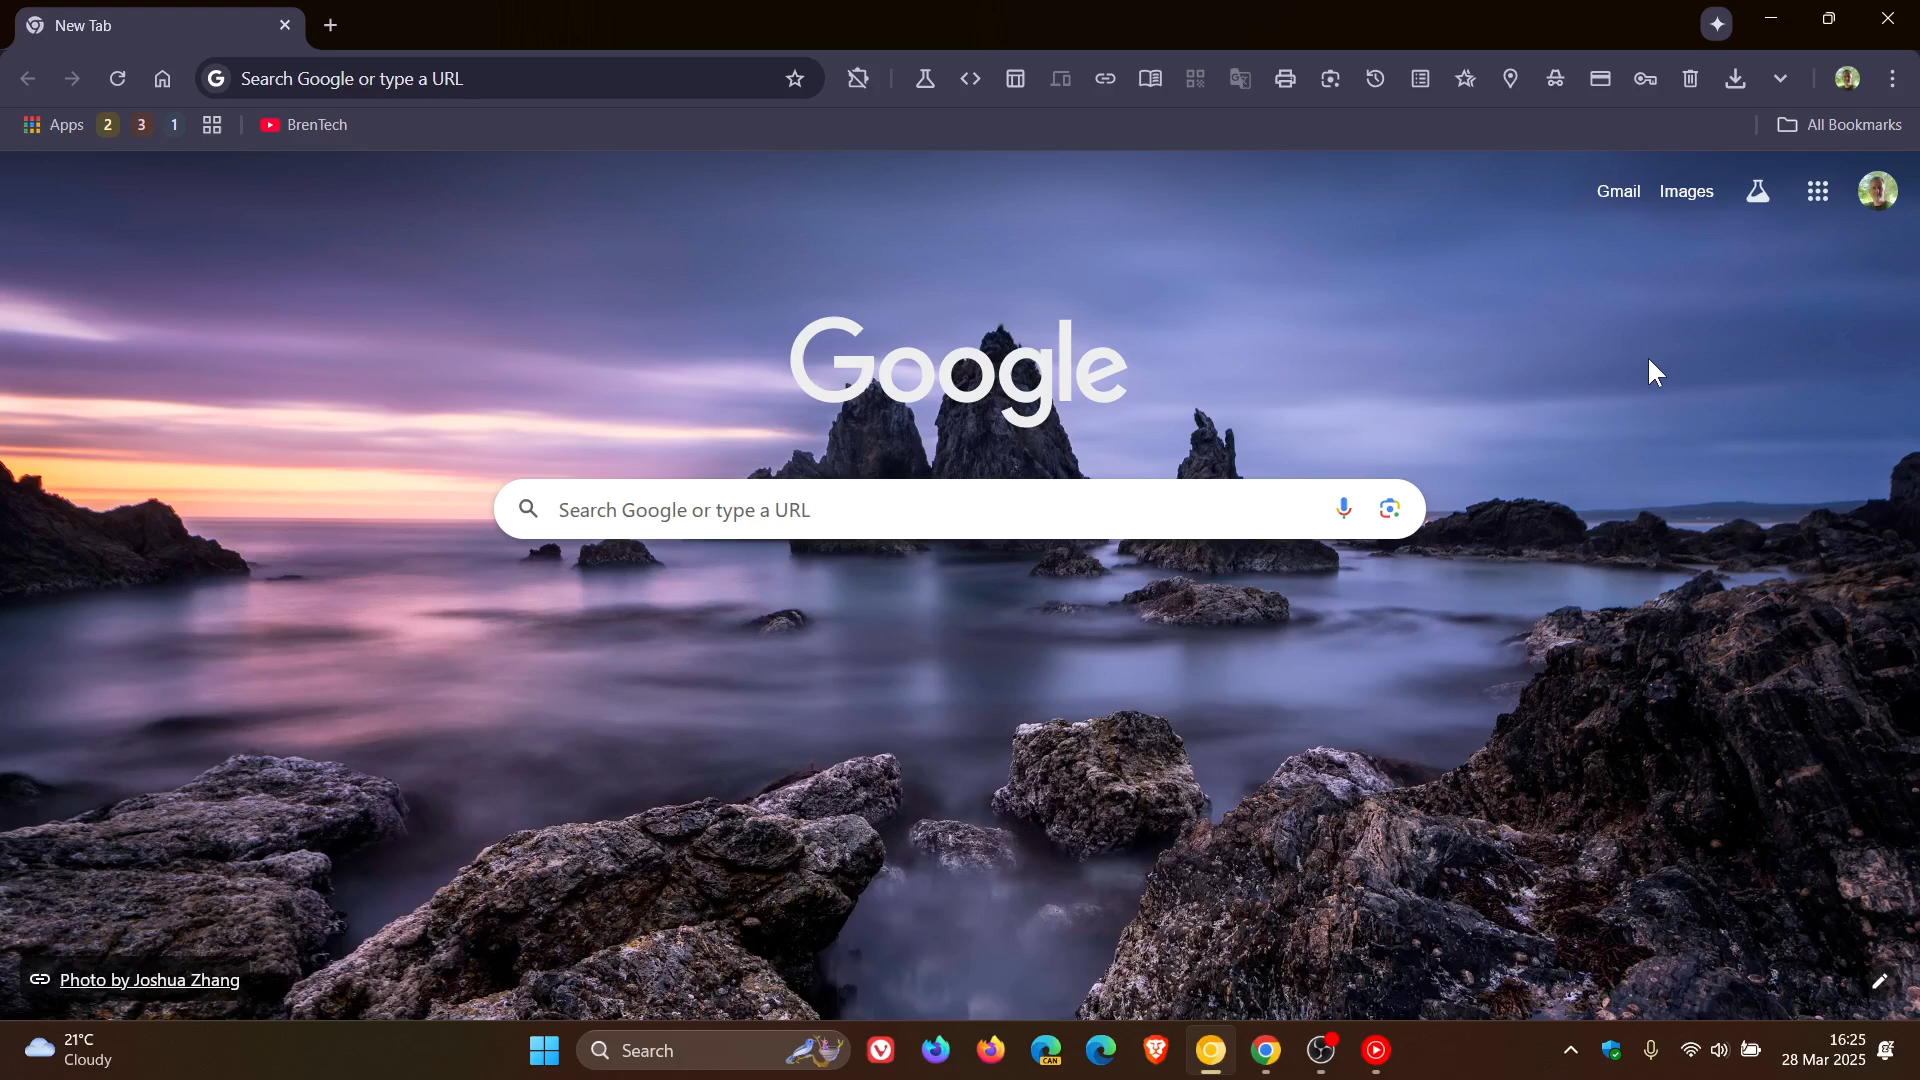 New Tab
Search Google or type a URL
Apps 2 3 1 BrenTech All Bookmarks
Gmail Images
Google
Search Google or type a URL
Photo by Joshua Zhang
21°C
Cloudy
Search
CAN
16:25
28 Mar 2025